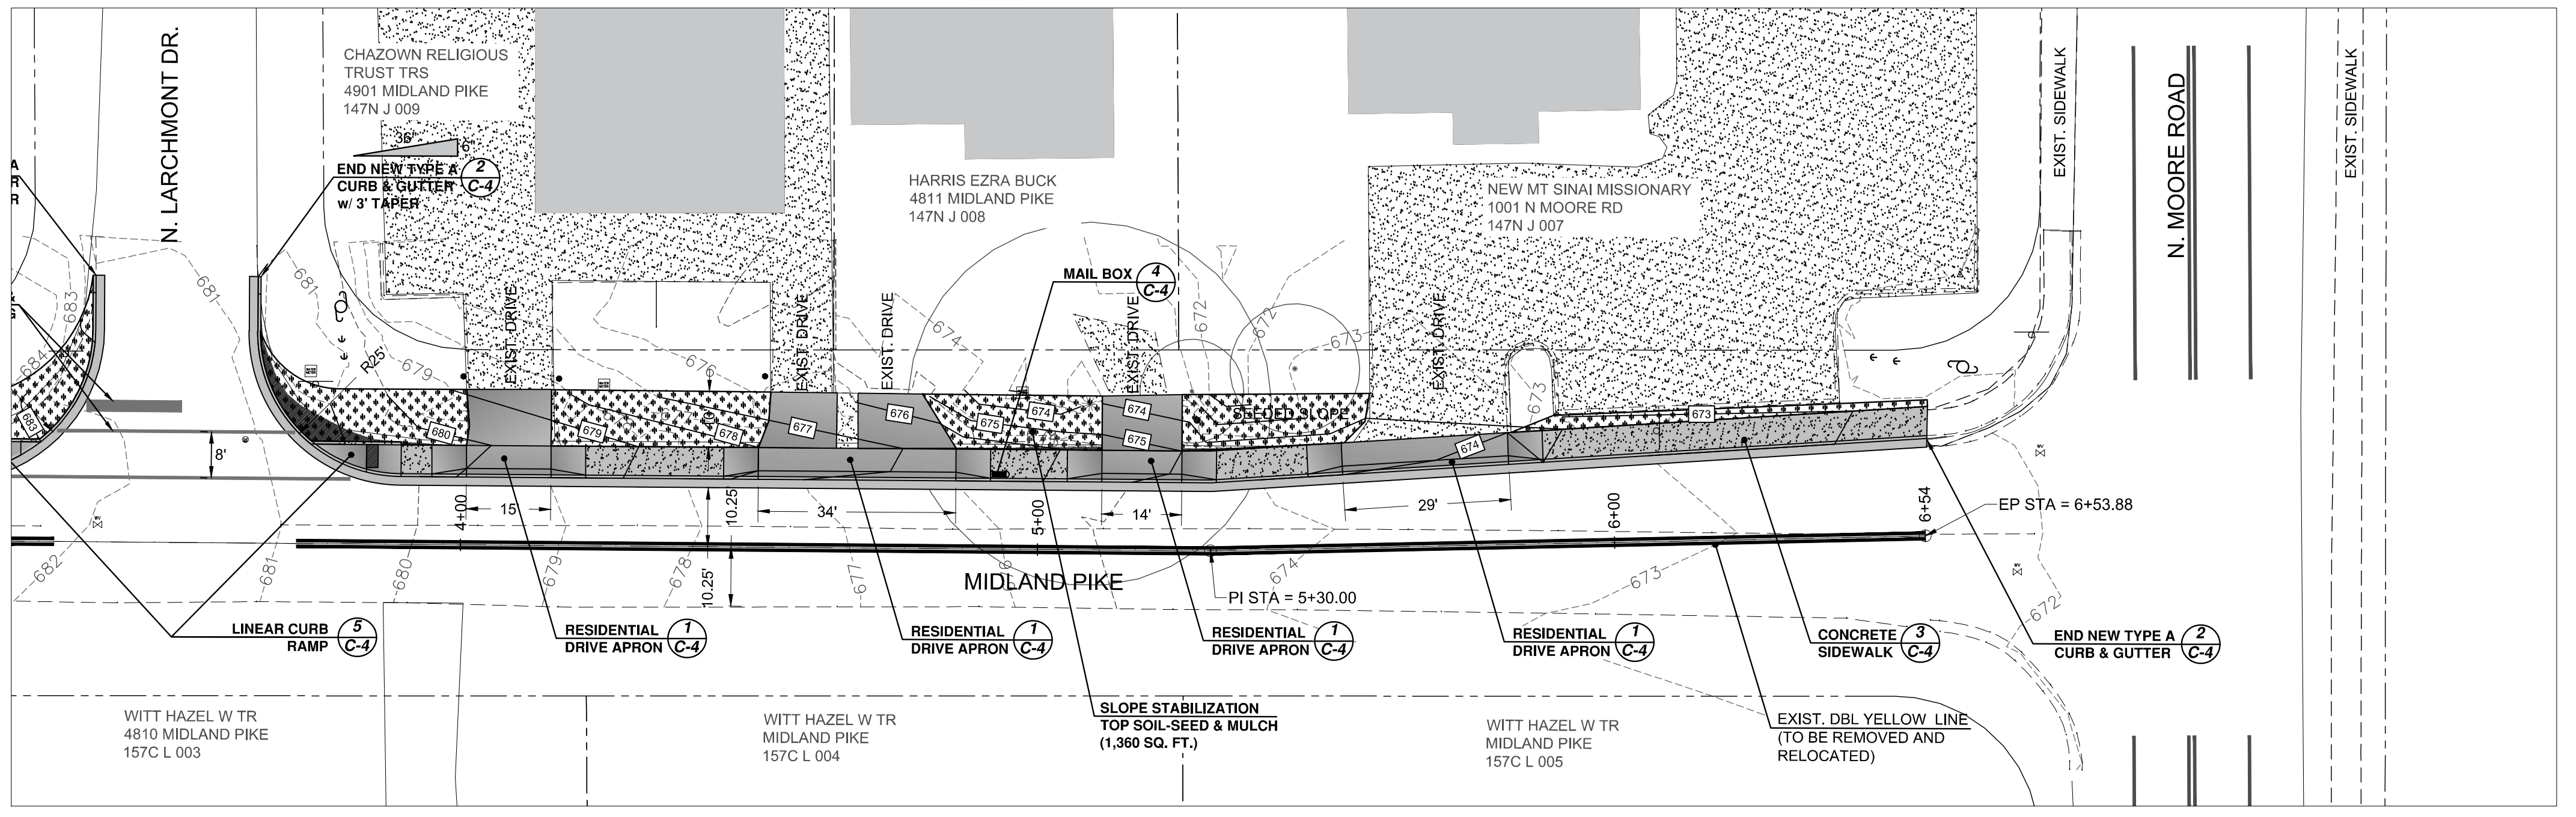 N. LARCHMONT DR.
CHAZOWN RELIGIOUS
TRUST TRS
4901 MIDLAND PIKE
147N J 009
36"
6"
END NEW TYPE A
CURB & GUTTER
w/ 3' TAPER
2
C-4
A
R
R
HARRIS EZRA BUCK
4811 MIDLAND PIKE
147N J 008
NEW MT SINAI MISSIONARY
1001 N MOORE RD
147N J 007
EXIST. SIDEWALK
N. MOORE ROAD
EXIST. SIDEWALK
MAIL BOX
4
C-4
EXIST. DRIVE
EXIST. DRIVE
EXIST. DRIVE
EXIST. DRIVE
EXIST. DRIVE
683
684
683
681
681
R25'
679
676
674
672
672
673
673
680
679
678
677
676
675
674
674
675
SEEDED SLOPE
674
673
8'
4+00
15'
34'
10.25'
5+00
14'
29'
6+00
6+54
EP STA = 6+53.88
682
681
680
679
678
10.25'
677
MIDLAND PIKE
674
673
672
PI STA = 5+30.00
LINEAR CURB
RAMP
5
C-4
RESIDENTIAL
DRIVE APRON
1
C-4
RESIDENTIAL
DRIVE APRON
1
C-4
RESIDENTIAL
DRIVE APRON
1
C-4
RESIDENTIAL
DRIVE APRON
1
C-4
CONCRETE
SIDEWALK
3
C-4
END NEW TYPE A
CURB & GUTTER
2
C-4
SLOPE STABILIZATION
TOP SOIL-SEED & MULCH
(1,360 SQ. FT.)
EXIST. DBL YELLOW LINE
(TO BE REMOVED AND
RELOCATED)
WITT HAZEL W TR
4810 MIDLAND PIKE
157C L 003
WITT HAZEL W TR
MIDLAND PIKE
157C L 004
WITT HAZEL W TR
MIDLAND PIKE
157C L 005